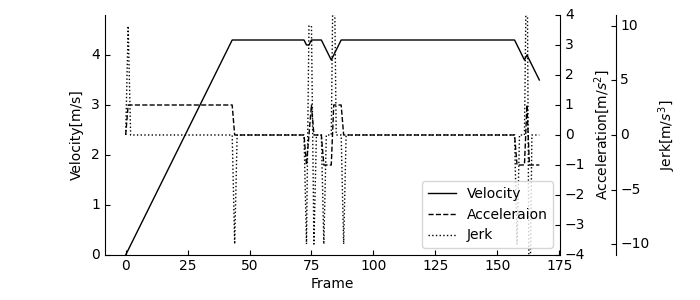 Velocity[m/s]
4
3
2
1
0
0 25 50 75 100 125 150 175
Frame
Velocity
Acceleraion
Jerk
4
3
2
1
0
−1
−2
−3
−4
Acceleration[m/s²]
10
5
0
−5
−10
Jerk[m/s³]